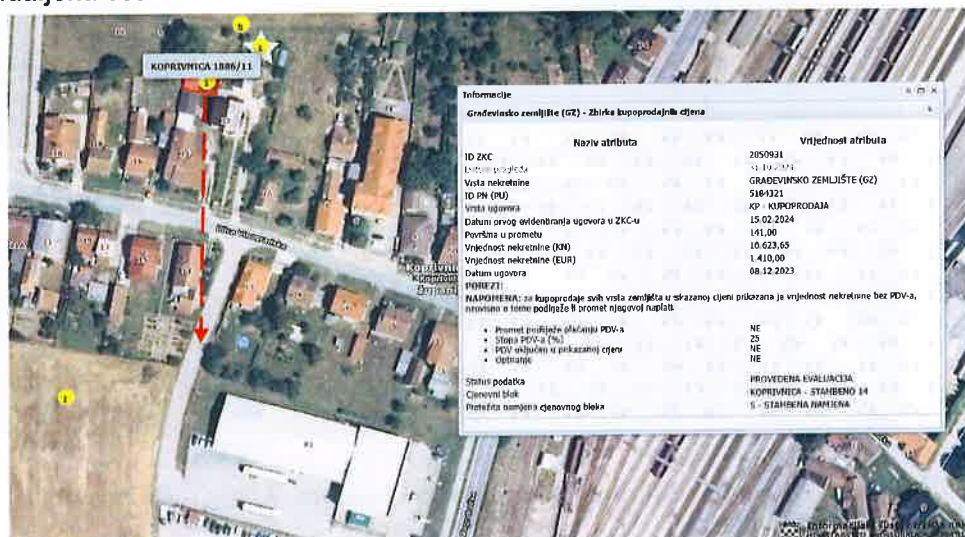 KOPRIVNICA 1886/11
Informacije
Građevinsko zemljište (GZ) - Zbirka kupoprodajnih cijena
Naziv atributa Vrijednost atributa
ID ZKC 2050931
Vrsta nekretnine GRAĐEVINSKO ZEMLJIŠTE (GZ)
ID PN (PU) 5184321
Vrsta ugovora KP - KUPOPRODAJA
Datum prvog evidentiranja ugovora u ZKC-u 15.02.2024
Površina u prometu 141,00
Vrijednost nekretnine (KN) 10.623,65
Vrijednost nekretnine (EUR) 1.410,00
Datum ugovora 08.12.2023
POREZI:
NAPOMENA: za kupoprodaje svih vrsta zemljišta u iskazanoj cijeni prikazana je vrijednost nekretnine bez PDV-a,
neovisno o tome podliježe li promet njegovoj naplati
• Promet podliježe plaćanju PDV-a NE
• Stopa PDV-a (%) 25
• PDV uključen u prikazanoj cijeni NE
• Optiranje NE
Status podatka PROVEDENA EVALUACIJA
Cjenovni blok KOPRIVNICA - STAMBENO 14
Pretežita namjena cjenovnog bloka S - STAMBENA NAMJENA